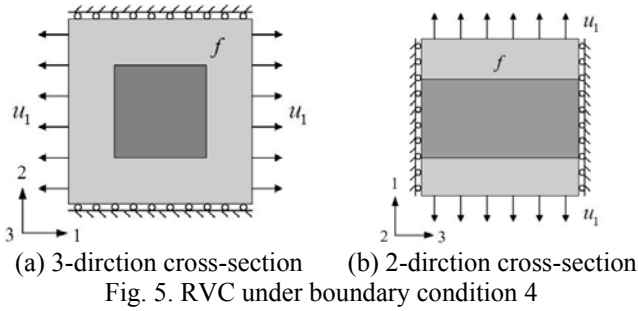 f
u₁
u₁
2
3
1
u₁
f
1
2
3
u₁
(a) 3-dirction cross-section
(b) 2-dirction cross-section
Fig. 5. RVC under boundary condition 4